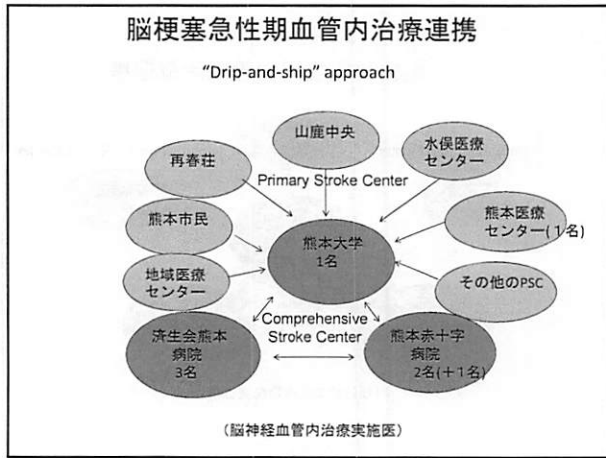 脳梗塞急性期血管内治療連携
"Drip-and-ship" approach
山鹿中央
水俣医療
センター
再春荘
Primary Stroke Center
熊本市民
熊本大学
1名
熊本医療
センター(1名)
地域医療
センター
その他のPSC
済生会熊本
病院
3名
Comprehensive
Stroke Center
熊本赤十字
病院
2名(+1名)
(脳神経血管内治療実施医)